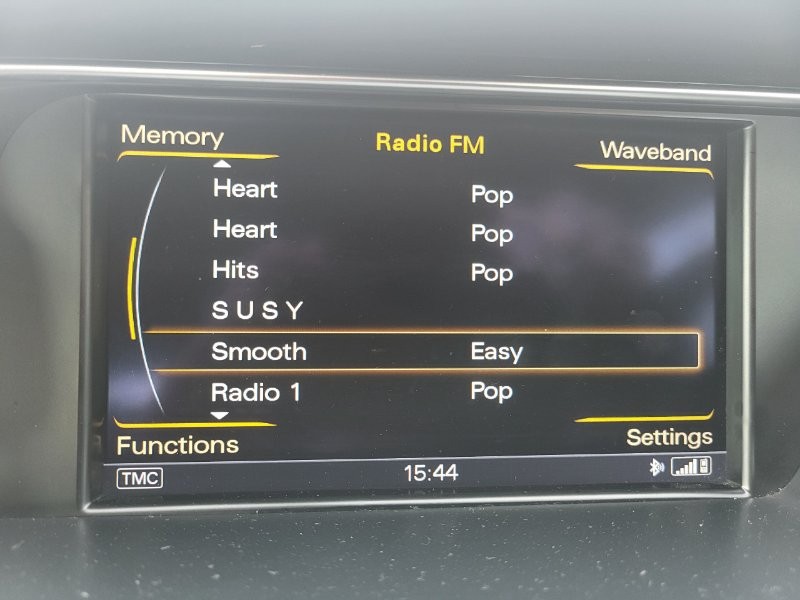 Memory Radio FM Waveband
Heart Pop
Heart Pop
Hits Pop
S U S Y
Smooth Easy
Radio 1 Pop
Functions Settings
TMC 15:44